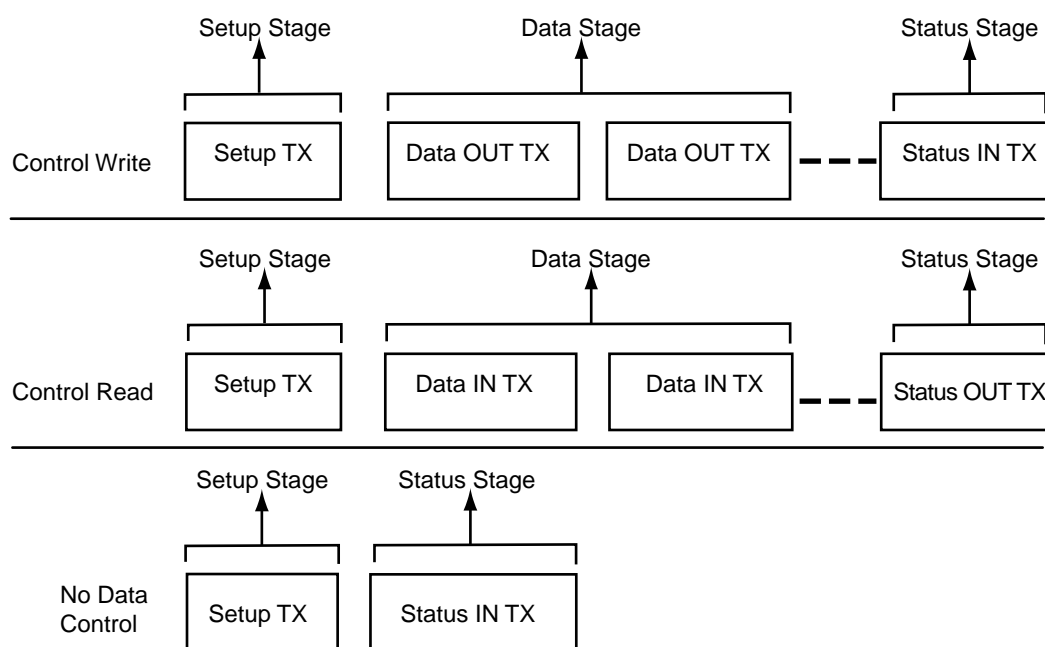 Setup Stage Data Stage Status Stage
Control Write Setup TX Data OUT TX Data OUT TX Status IN TX
Setup Stage Data Stage Status Stage
Control Read Setup TX Data IN TX Data IN TX Status OUT TX
Setup Stage Status Stage
No Data
Control Setup TX Status IN TX